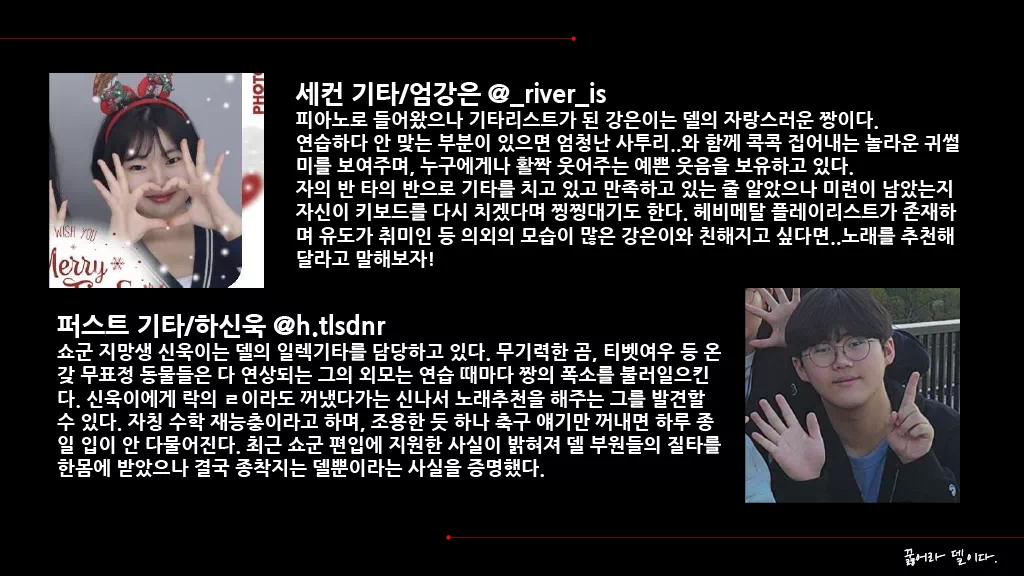 PHOTO
WISH YOU
Merry
세컨 기타/엄강은 @_river_is
피아노로 들어왔으나 기타리스트가 된 강은이는 델의 자랑스러운 짱이다.
연습하다 안 맞는 부분이 있으면 엄청난 사투리..와 함께 콕콕 집어내는 놀라운 귀썰
미를 보여주며, 누구에게나 활짝 웃어주는 예쁜 웃음을 보유하고 있다.
자의 반 타의 반으로 기타를 치고 있고 만족하고 있는 줄 알았으나 미련이 남았는지
자신이 키보드를 다시 치겠다며 찡찡대기도 한다. 헤비메탈 플레이리스트가 존재하
며 유도가 취미인 등 의외의 모습이 많은 강은이와 친해지고 싶다면..노래를 추천해
달라고 말해보자!
퍼스트 기타/하신욱 @h.tlsdnr
쇼군 지망생 신욱이는 델의 일렉기타를 담당하고 있다. 무기력한 곰, 티벳여우 등 온
갖 무표정 동물들은 다 연상되는 그의 외모는 연습 때마다 짱의 폭소를 불러일으킨
다. 신욱이에게 락의 ㄹ이라도 꺼냈다가는 신나서 노래추천을 해주는 그를 발견할
수 있다. 자칭 수학 재능충이라고 하며, 조용한 듯 하나 축구 얘기만 꺼내면 하루 종
일 입이 안 다물어진다. 최근 쇼군 편입에 지원한 사실이 밝혀져 델 부원들의 질타를
한몸에 받았으나 결국 종착지는 델뿐이라는 사실을 증명했다.
꿇어라 델이다.